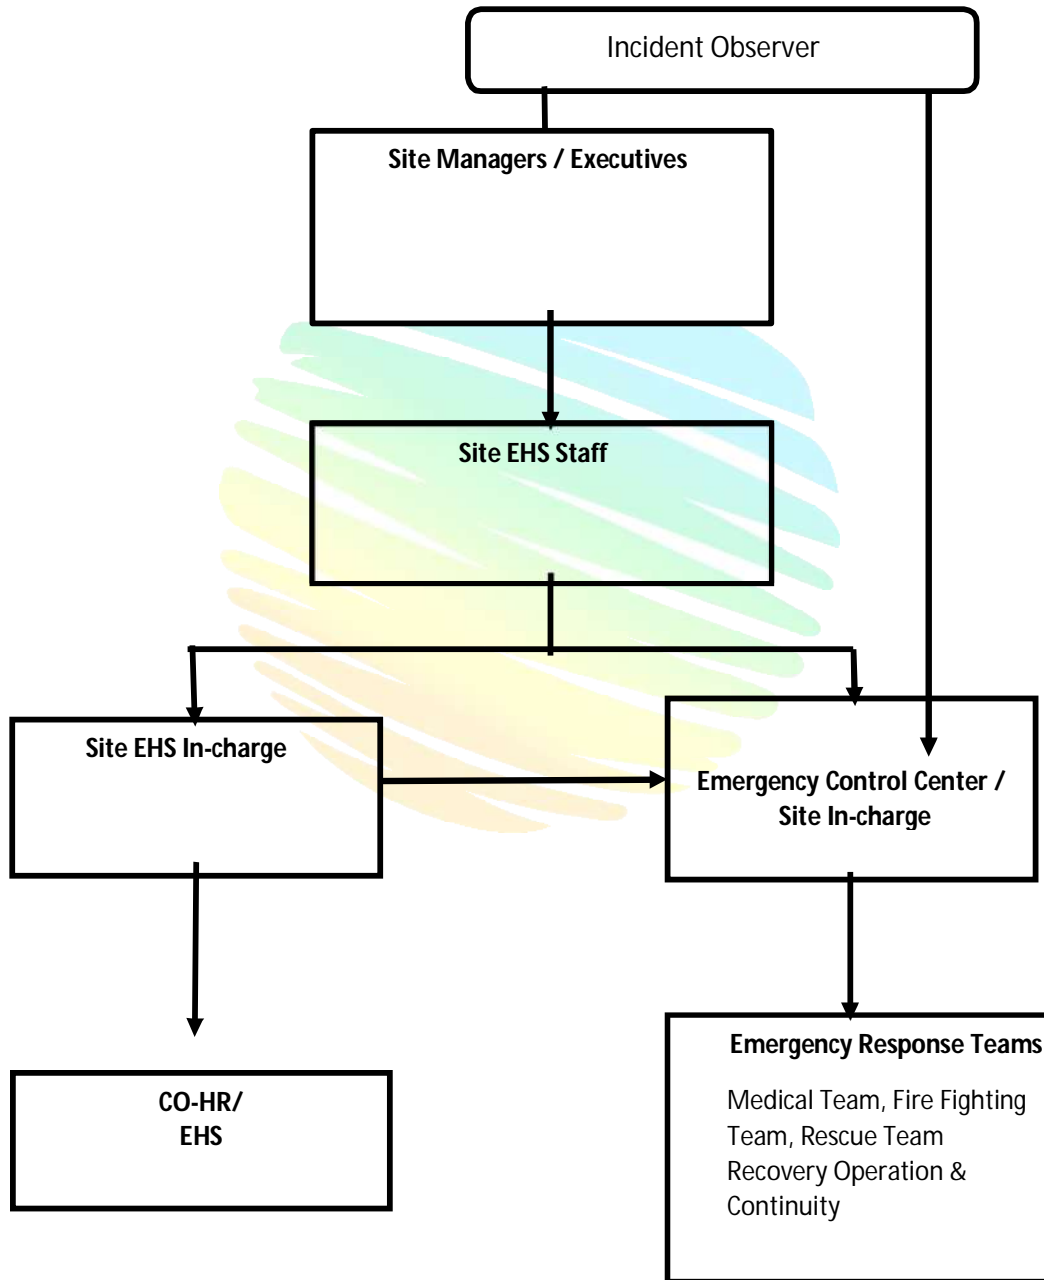 Incident Observer
Site Managers / Executives
Site EHS Staff
Site EHS In-charge
Emergency Control Center /
Site In-charge
CO-HR/
EHS
Emergency Response Teams
Medical Team, Fire Fighting
Team, Rescue Team
Recovery Operation &
Continuity